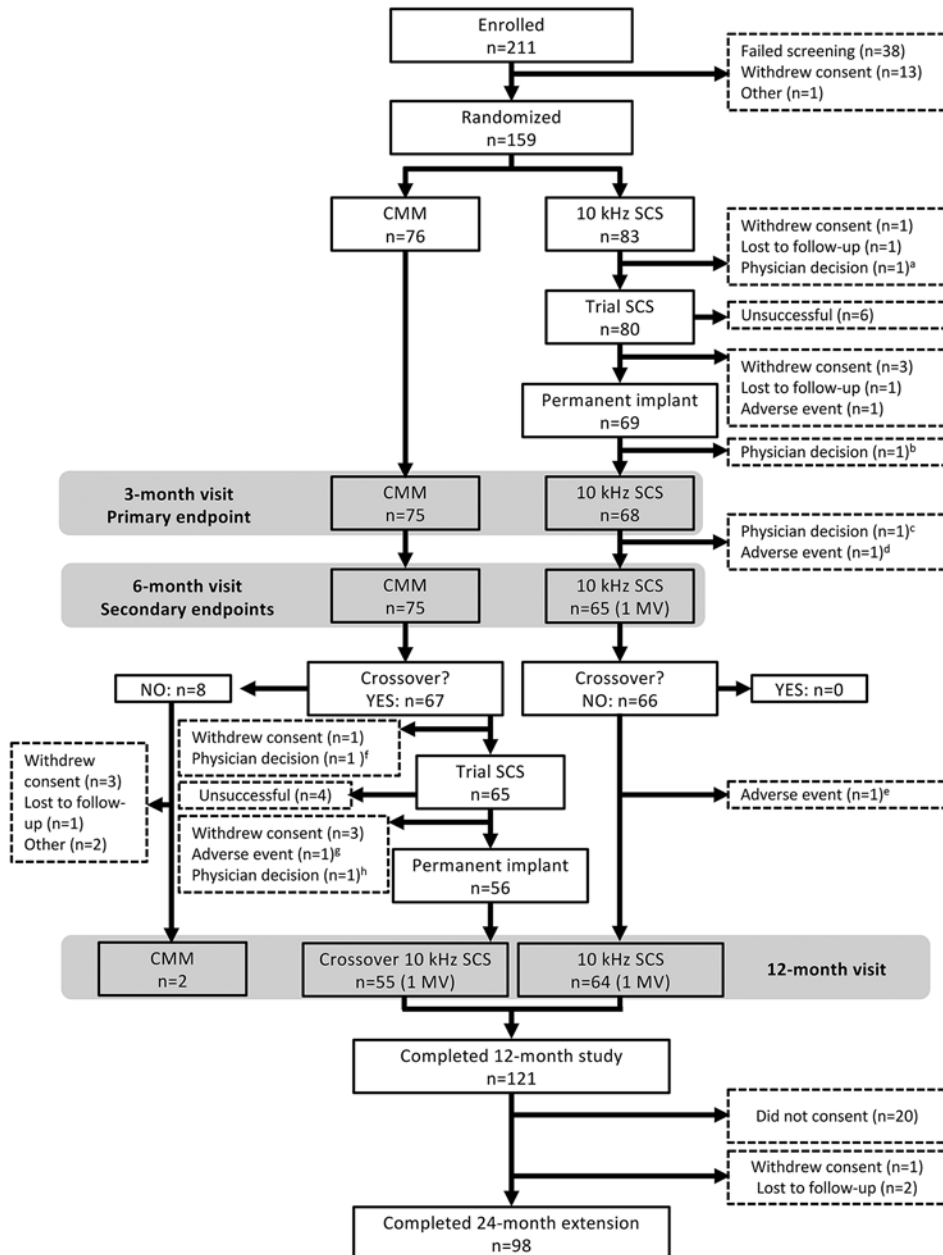 Enrolled
n=211
Failed screening (n=38)
Withdrew consent (n=13)
Other (n=1)
Randomized
n=159
CMM
n=76
10 kHz SCS
n=83
Withdrew consent (n=1)
Lost to follow-up (n=1)
Physician decision (n=1)a
Trial SCS
n=80
Unsuccessful (n=6)
Withdrew consent (n=3)
Lost to follow-up (n=1)
Adverse event (n=1)
Permanent implant
n=69
Physician decision (n=1)b
3-month visit
Primary endpoint
CMM
n=75
10 kHz SCS
n=68
Physician decision (n=1)c
Adverse event (n=1)d
6-month visit
Secondary endpoints
CMM
n=75
10 kHz SCS
n=65 (1 MV)
NO: n=8
Crossover?
YES: n=67
Crossover?
NO: n=66
YES: n=0
Withdrew consent (n=1)
Physician decision (n=1 )f
Withdrew
consent (n=3)
Lost to follow-
up (n=1)
Other (n=2)
Trial SCS
n=65
Unsuccessful (n=4)
Adverse event (n=1)e
Withdrew consent (n=3)
Adverse event (n=1)g
Physician decision (n=1)h
Permanent implant
n=56
CMM
n=2
Crossover 10 kHz SCS
n=55 (1 MV)
10 kHz SCS
n=64 (1 MV)
12-month visit
Completed 12-month study
n=121
Did not consent (n=20)
Withdrew consent (n=1)
Lost to follow-up (n=2)
Completed 24-month extension
n=98